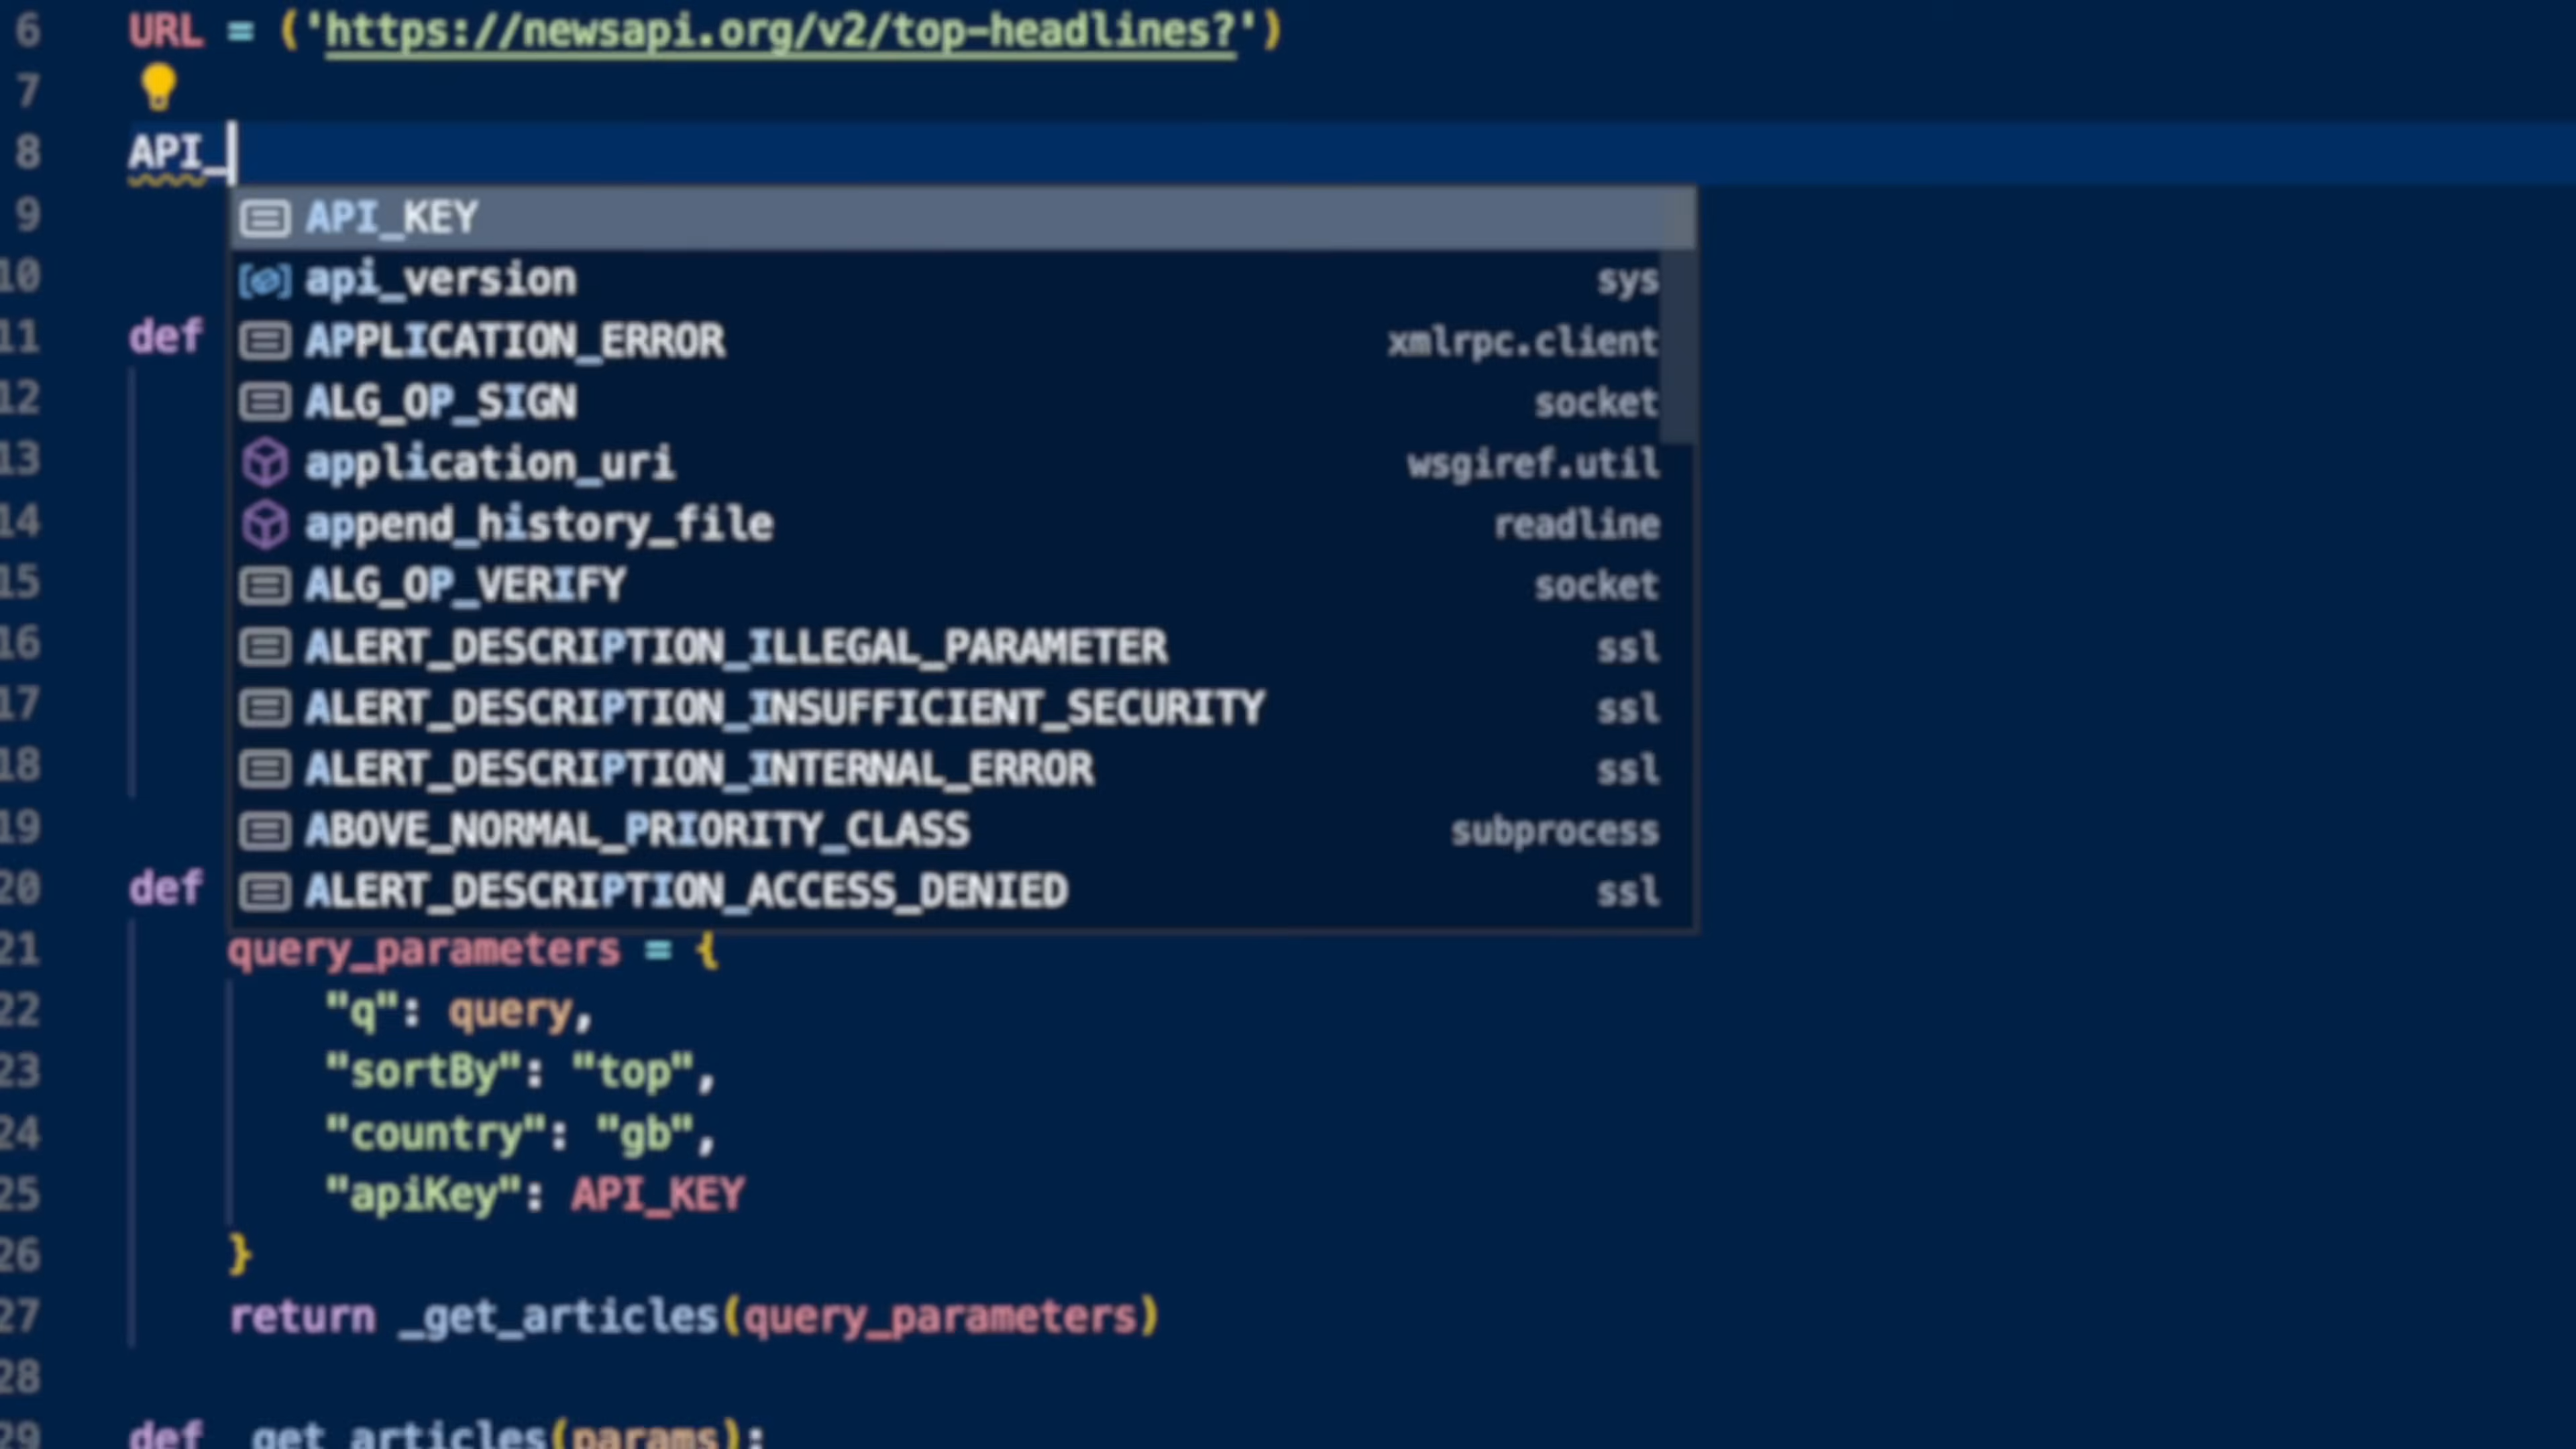 6 URL = ('https://newsapi.org/v2/top-headlines?')
7
8 API_
9 API_KEY
10 api_version sys
11 def APPLICATION_ERROR xmlrpc.client
12 ALG_OP_SIGN socket
13 application_uri wsgiref.util
14 append_history_file readline
15 ALG_OP_VERIFY socket
16 ALERT_DESCRIPTION_ILLEGAL_PARAMETER ssl
17 ALERT_DESCRIPTION_INSUFFICIENT_SECURITY ssl
18 ALERT_DESCRIPTION_INTERNAL_ERROR ssl
19 ABOVE_NORMAL_PRIORITY_CLASS subprocess
20 def ALERT_DESCRIPTION_ACCESS_DENIED ssl
21 query_parameters = {
22 "q": query,
23 "sortBy": "top",
24 "country": "gb",
25 "apiKey": API_KEY
26 }
27 return _get_articles(query_parameters)
28
29 def _get_articles(params):